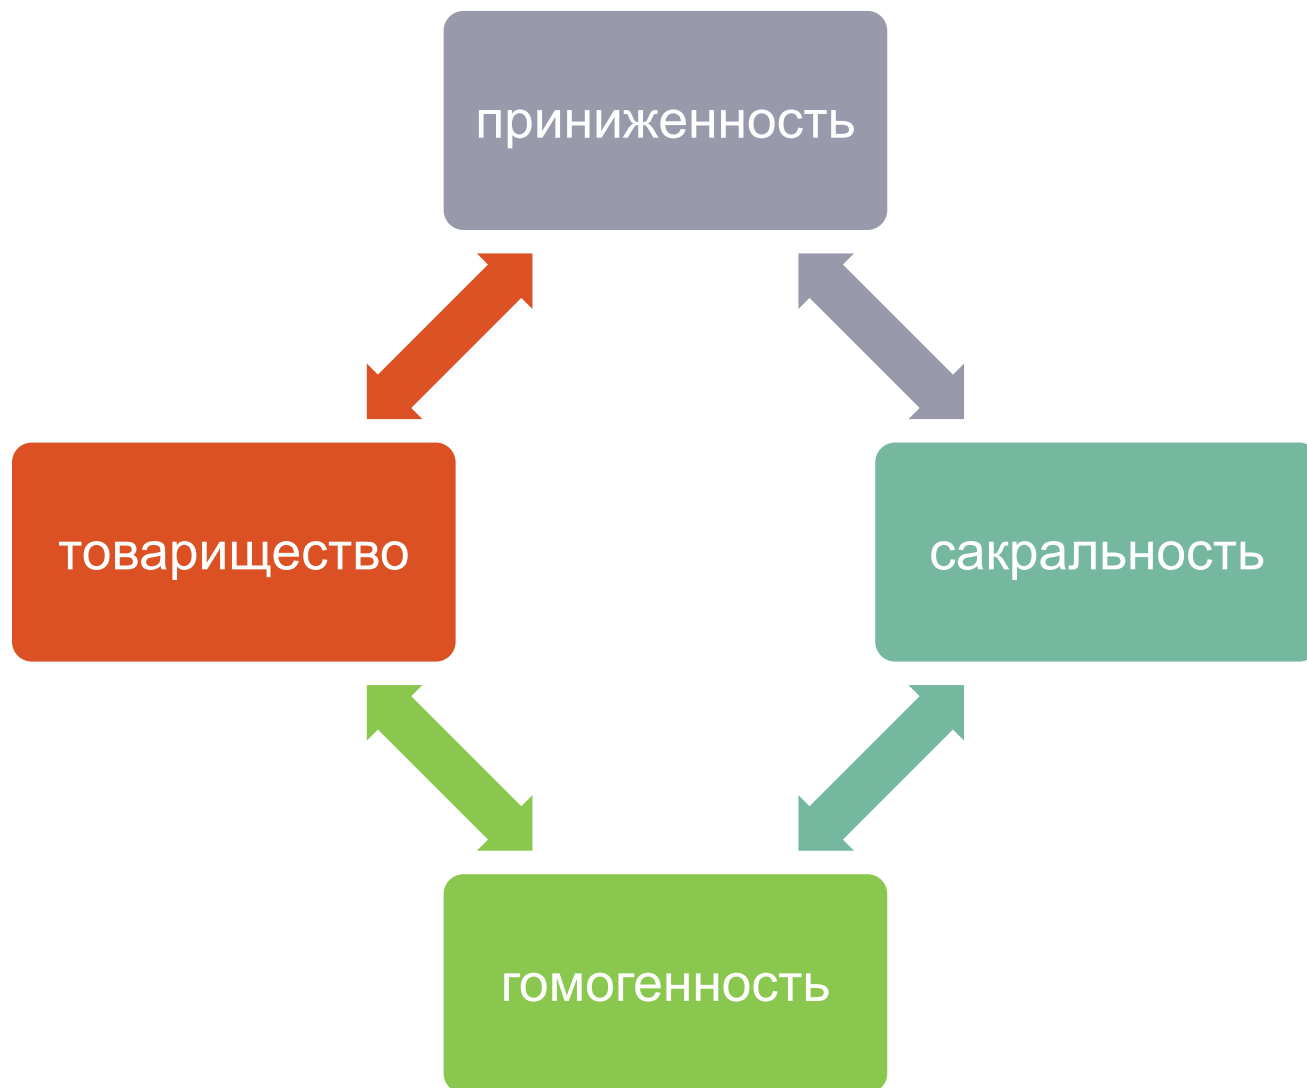 приниженность
товарищество
сакральность
гомогенность